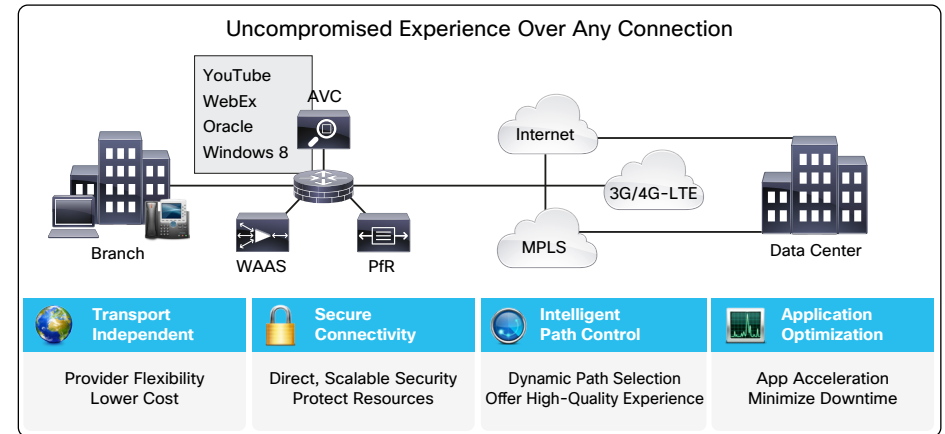 Uncompromised Experience Over Any Connection
YouTube
WebEx
Oracle
Windows 8
AVC
Internet
3G/4G-LTE
MPLS
Branch
WAAS
PfR
Data Center
Transport
Independent
Provider Flexibility
Lower Cost
Secure
Connectivity
Direct, Scalable Security
Protect Resources
Intelligent
Path Control
Dynamic Path Selection
Offer High-Quality Experience
Application
Optimization
App Acceleration
Minimize Downtime